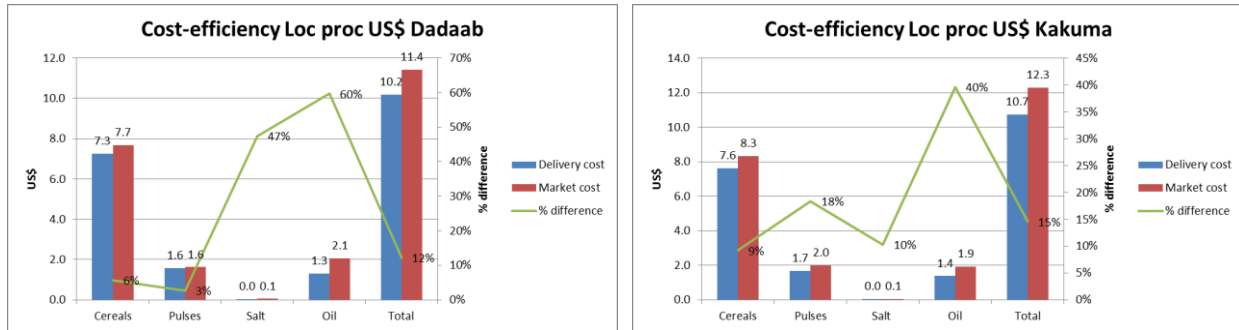 Cost-efficiency Loc proc US$ Dadaab
12.0
10.0
8.0
6.0
4.0
2.0
0.0
US$
7.3
7.7
1.6
1.6
0.0
0.1
1.3
2.1
10.2
11.4
6%
3%
47%
60%
12%
70%
60%
50%
40%
30%
20%
10%
0%
% difference
Cereals
Pulses
Salt
Oil
Total
Delivery cost
Market cost
% difference
Cost-efficiency Loc proc US$ Kakuma
14.0
12.0
10.0
8.0
6.0
4.0
2.0
0.0
US$
7.6
8.3
1.7
2.0
0.0
0.1
1.4
1.9
10.7
12.3
9%
18%
10%
40%
15%
45%
40%
35%
30%
25%
20%
15%
10%
5%
0%
% difference
Cereals
Pulses
Salt
Oil
Total
Delivery cost
Market cost
% difference